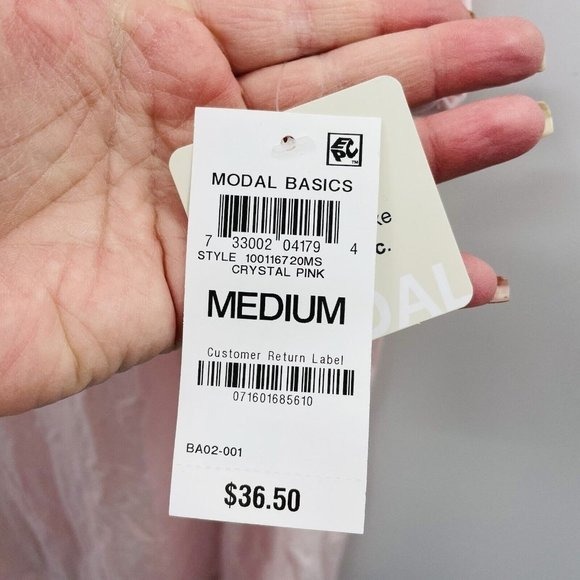 MODAL BASICS
7 33002 04179 4
STYLE 100116720MS
CRYSTAL PINK
MEDIUM
Customer Return Label
071601685610
BA02-001
$36.50